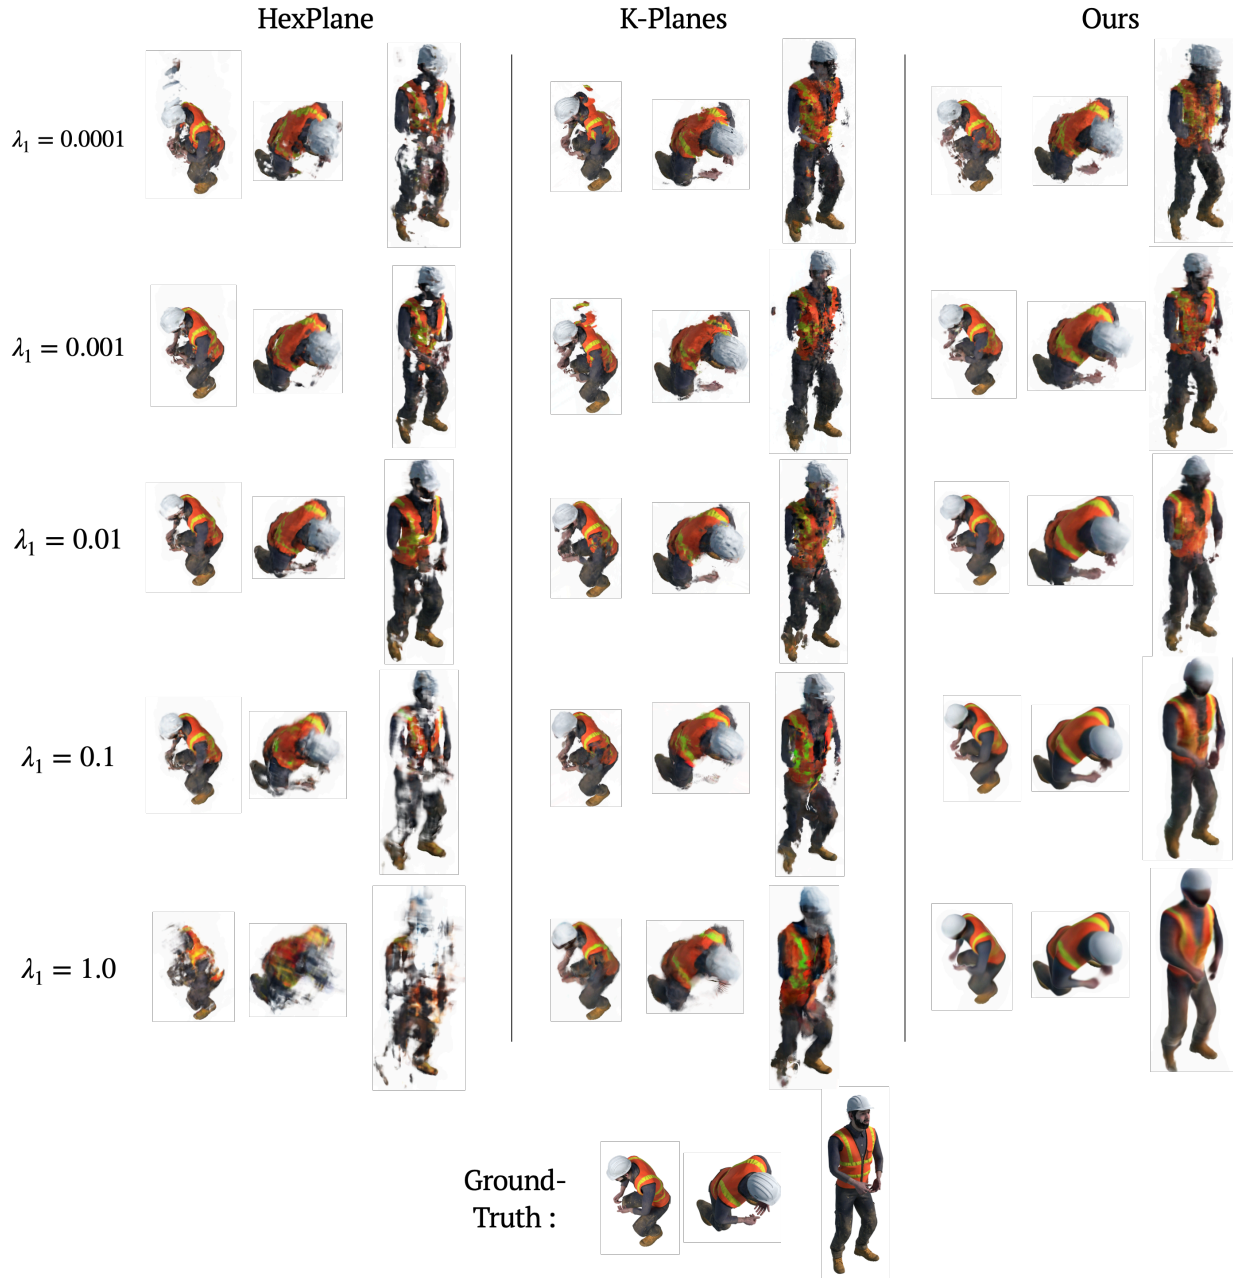 HexPlane
K-Planes
Ours
λ₁ = 0.0001
λ₁ = 0.001
λ₁ = 0.01
λ₁ = 0.1
λ₁ = 1.0
Ground-
Truth :